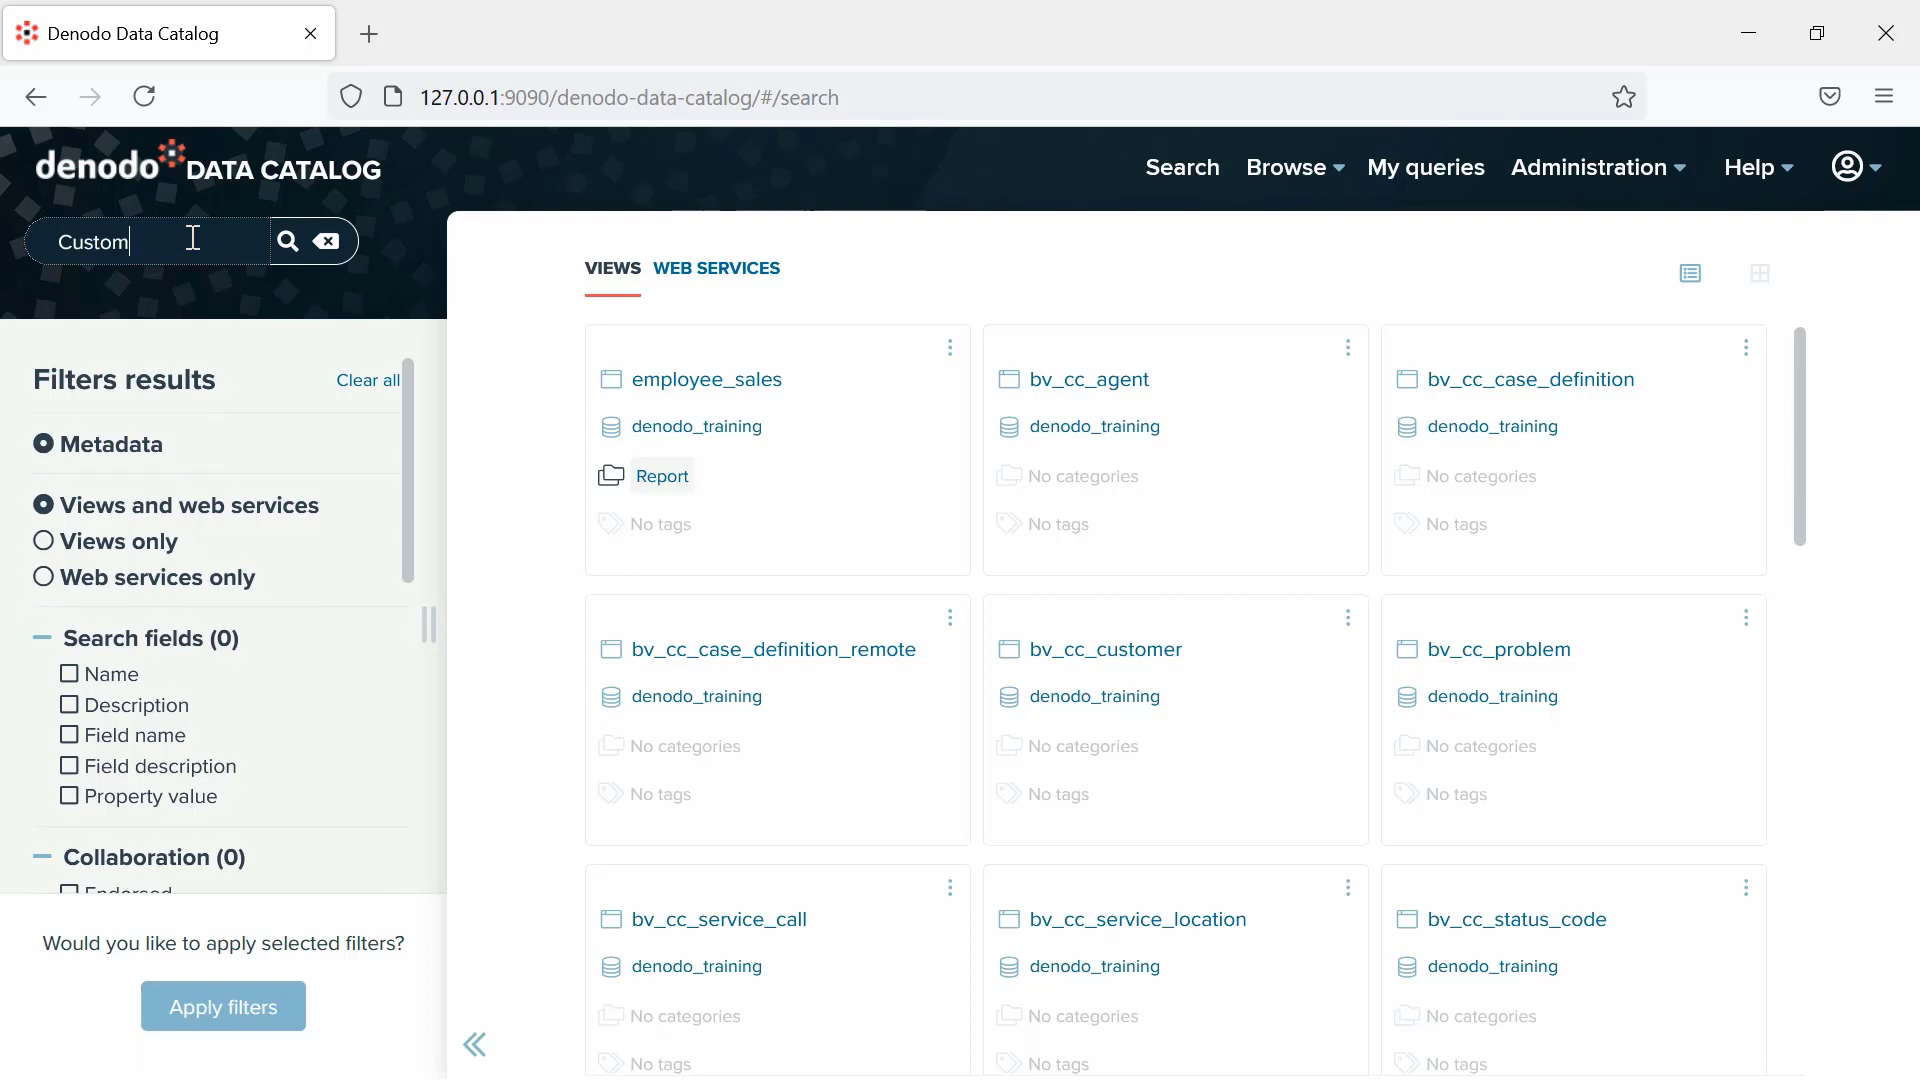 Denodo Data Catalog
127.0.0.1:9090/denodo-data-catalog/#/search
denodo DATA CATALOG
Search Browse My queries Administration Help
Custom
Filters results Clear all
Metadata
Views and web services
Views only
Web services only
Search fields (0)
Name
Description
Field name
Field description
Property value
Collaboration (0)
Endorsed
Would you like to apply selected filters?
Apply filters
VIEWS WEB SERVICES
employee_sales
denodo_training
Report
No tags
bv_cc_agent
denodo_training
No categories
No tags
bv_cc_case_definition
denodo_training
No categories
No tags
bv_cc_case_definition_remote
denodo_training
No categories
No tags
bv_cc_customer
denodo_training
No categories
No tags
bv_cc_problem
denodo_training
No categories
No tags
bv_cc_service_call
denodo_training
No categories
No tags
bv_cc_service_location
denodo_training
No categories
No tags
bv_cc_status_code
denodo_training
No categories
No tags